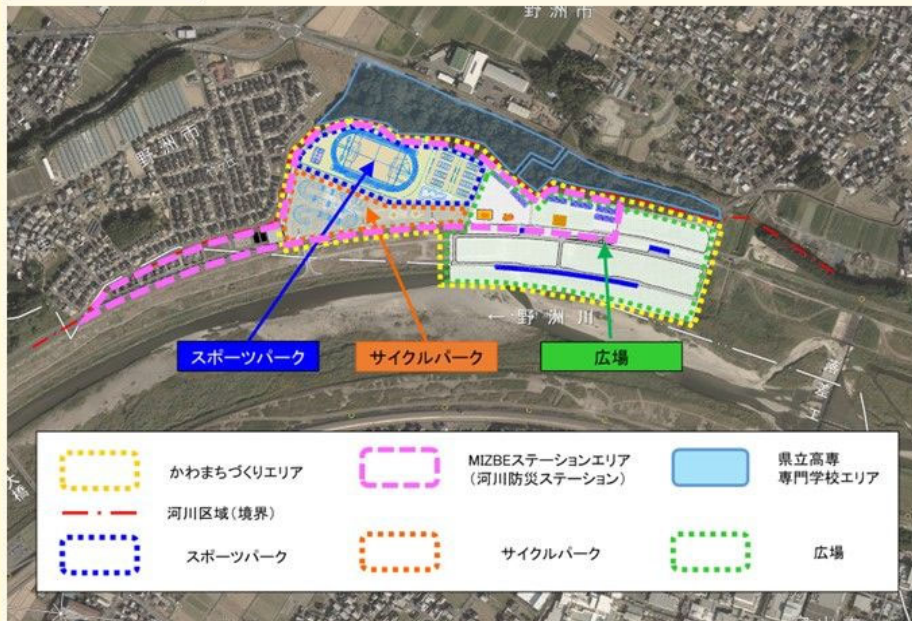 野洲市
野洲市
←野洲川
スポーツパーク
サイクルパーク
広場
かわまちづくりエリア
MIZBEステーションエリア
(河川防災ステーション)
県立高専
専門学校エリア
河川区域(境界)
スポーツパーク
サイクルパーク
広場